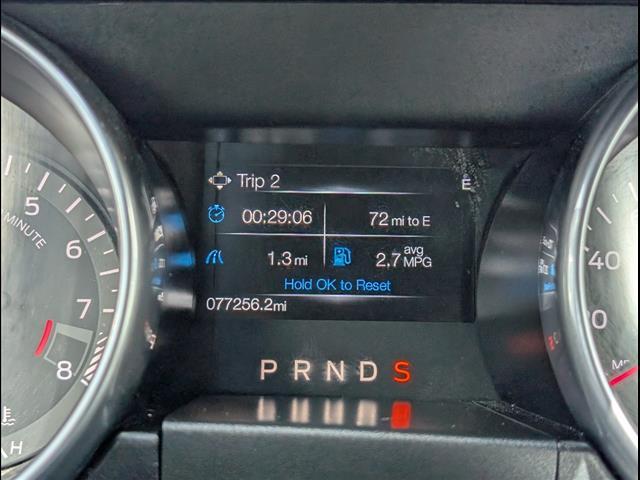 Trip 2
E
00:29:06
72 mi to E
1.3 mi
2.7 avg MPG
Hold OK to Reset
077256.2mi
P R N D S
5
6
7
8
MINUTE
H
40